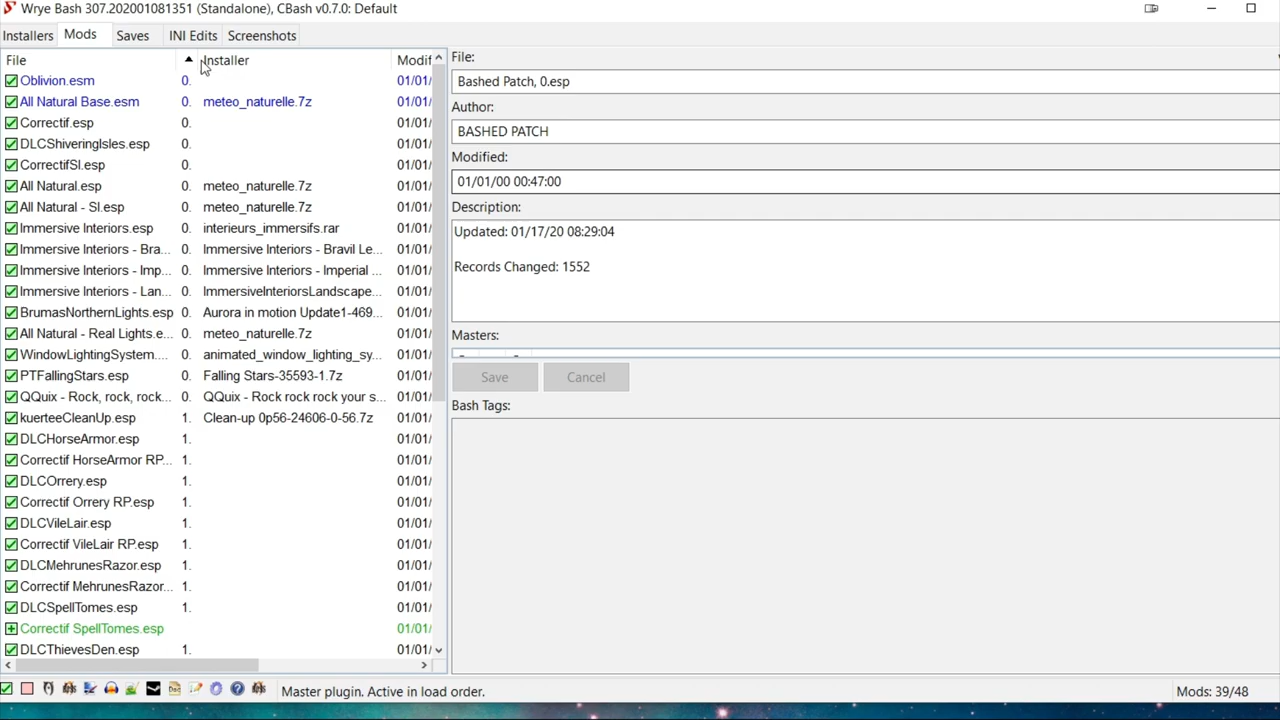 Wrye Bash 307.202001081351 (Standalone), CBash v0.7.0: Default
Installers Mods Saves INI Edits Screenshots
File Installer Modif
Oblivion.esm 0. 01/01/
All Natural Base.esm 0. meteo_naturelle.7z 01/01/
Correctif.esp 0. 01/01/
DLCShiveringIsles.esp 0. 01/01/
CorrectifSI.esp 0. 01/01/
All Natural.esp 0. meteo_naturelle.7z 01/01/
All Natural - SI.esp 0. meteo_naturelle.7z 01/01/
Immersive Interiors.esp 0. interieurs_immersifs.rar 01/01/
Immersive Interiors - Bra... 0. Immersive Interiors - Bravil Le... 01/01/
Immersive Interiors - Imp... 0. Immersive Interiors - Imperial ... 01/01/
Immersive Interiors - Lan... 0. ImmersiveInteriorsLandscape... 01/01/
BrumasNorthernLights.esp 0. Aurora in motion Update1-469... 01/01/
All Natural - Real Lights.e... 0. meteo_naturelle.7z 01/01/
WindowLightingSystem.... 0. animated_window_lighting_sy... 01/01/
PTFallingStars.esp 0. Falling Stars-35593-1.7z 01/01/
QQuix - Rock, rock, rock... 0. QQuix - Rock rock rock your s... 01/01/
kuerteeCleanUp.esp 1. Clean-up 0p56-24606-0-56.7z 01/01/
DLCHorseArmor.esp 1. 01/01/
Correctif HorseArmor RP... 1. 01/01/
DLCOrrery.esp 1. 01/01/
Correctif Orrery RP.esp 1. 01/01/
DLCVileLair.esp 1. 01/01/
Correctif VileLair RP.esp 1. 01/01/
DLCMehrunesRazor.esp 1. 01/01/
Correctif MehrunesRazor... 1. 01/01/
DLCSpellTomes.esp 1. 01/01/
Correctif SpellTomes.esp 01/01/
DLCThievesDen.esp 1. 01/01/
File:
Bashed Patch, 0.esp
Author:
BASHED PATCH
Modified:
01/01/00 00:47:00
Description:
Updated: 01/17/20 08:29:04
Records Changed: 1552
Masters:
Save Cancel
Bash Tags:
Master plugin. Active in load order. Mods: 39/48